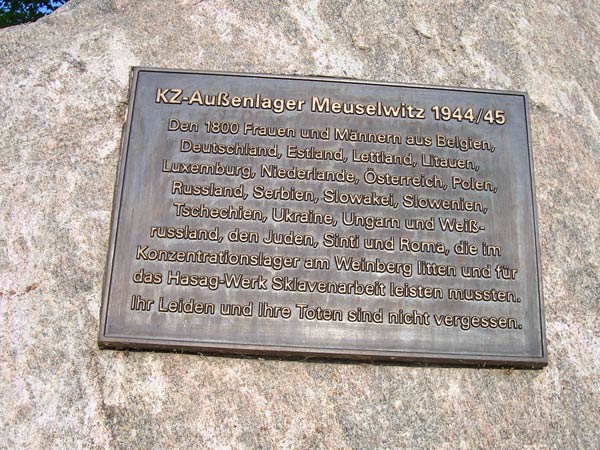 KZ-Außenlager Meuselwitz 1944/45
Den 1800 Frauen und Männern aus Belgien,
Deutschland, Estland, Lettland, Litauen,
Luxemburg, Niederlande, Österreich, Polen,
Russland, Serbien, Slowakei, Slowenien,
Tschechien, Ukraine, Ungarn und Weiß-
russland, den Juden, Sinti und Roma, die im
Konzentrationslager am Weinberg litten und für
das Hasag-Werk Sklavenarbeit leisten mussten.
Ihr Leiden und Ihre Toten sind nicht vergessen.